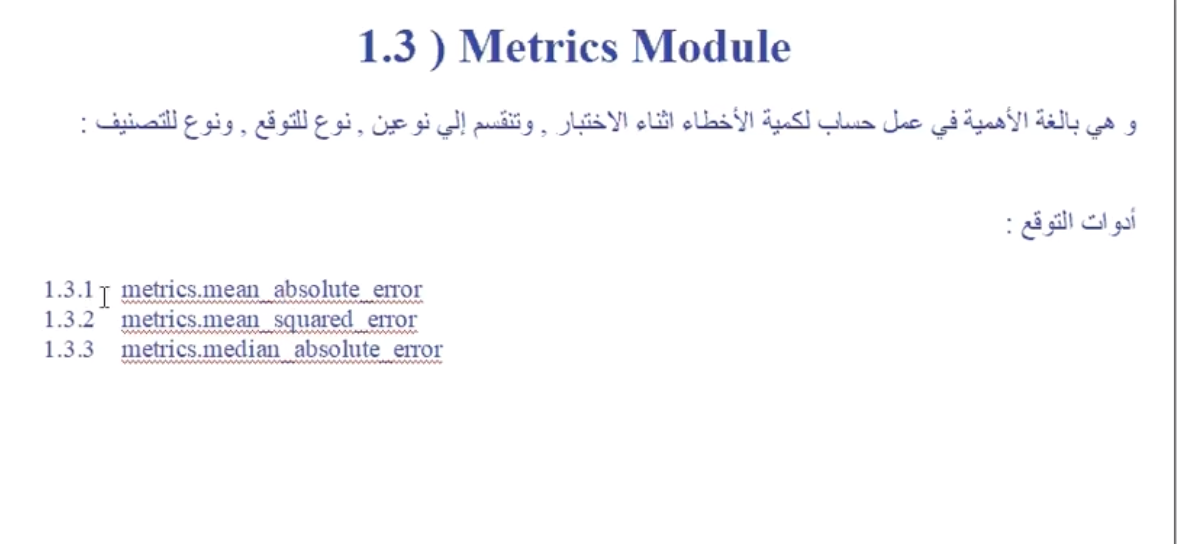 1.3 ) Metrics Module
و هي بالغة الأهمية في عمل حساب لكمية الأخطاء اثناء الاختبار , وتنقسم إلي نوعين , نوع للتوقع , ونوع للتصنيف :
أدوات التوقع :
1.3.1 metrics.mean_absolute_error
1.3.2 metrics.mean_squared_error
1.3.3 metrics.median_absolute_error